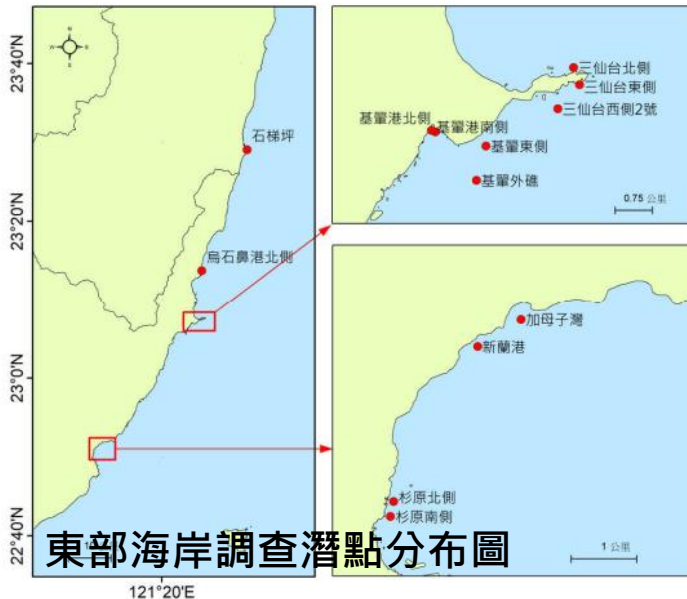 N
W
E
S
23°40'
23°20'
23°0'
22°40'
石梯坪
烏石鼻港北側
東部海岸調查潛點分布圖
121°20'E
三仙台北側
三仙台東側
三仙台西側2號
基翬港北側
基翬港南側
基翬東側
基翬外礁
0.75 公里
加母子灣
新蘭港
杉原北側
杉原南側
1 公里